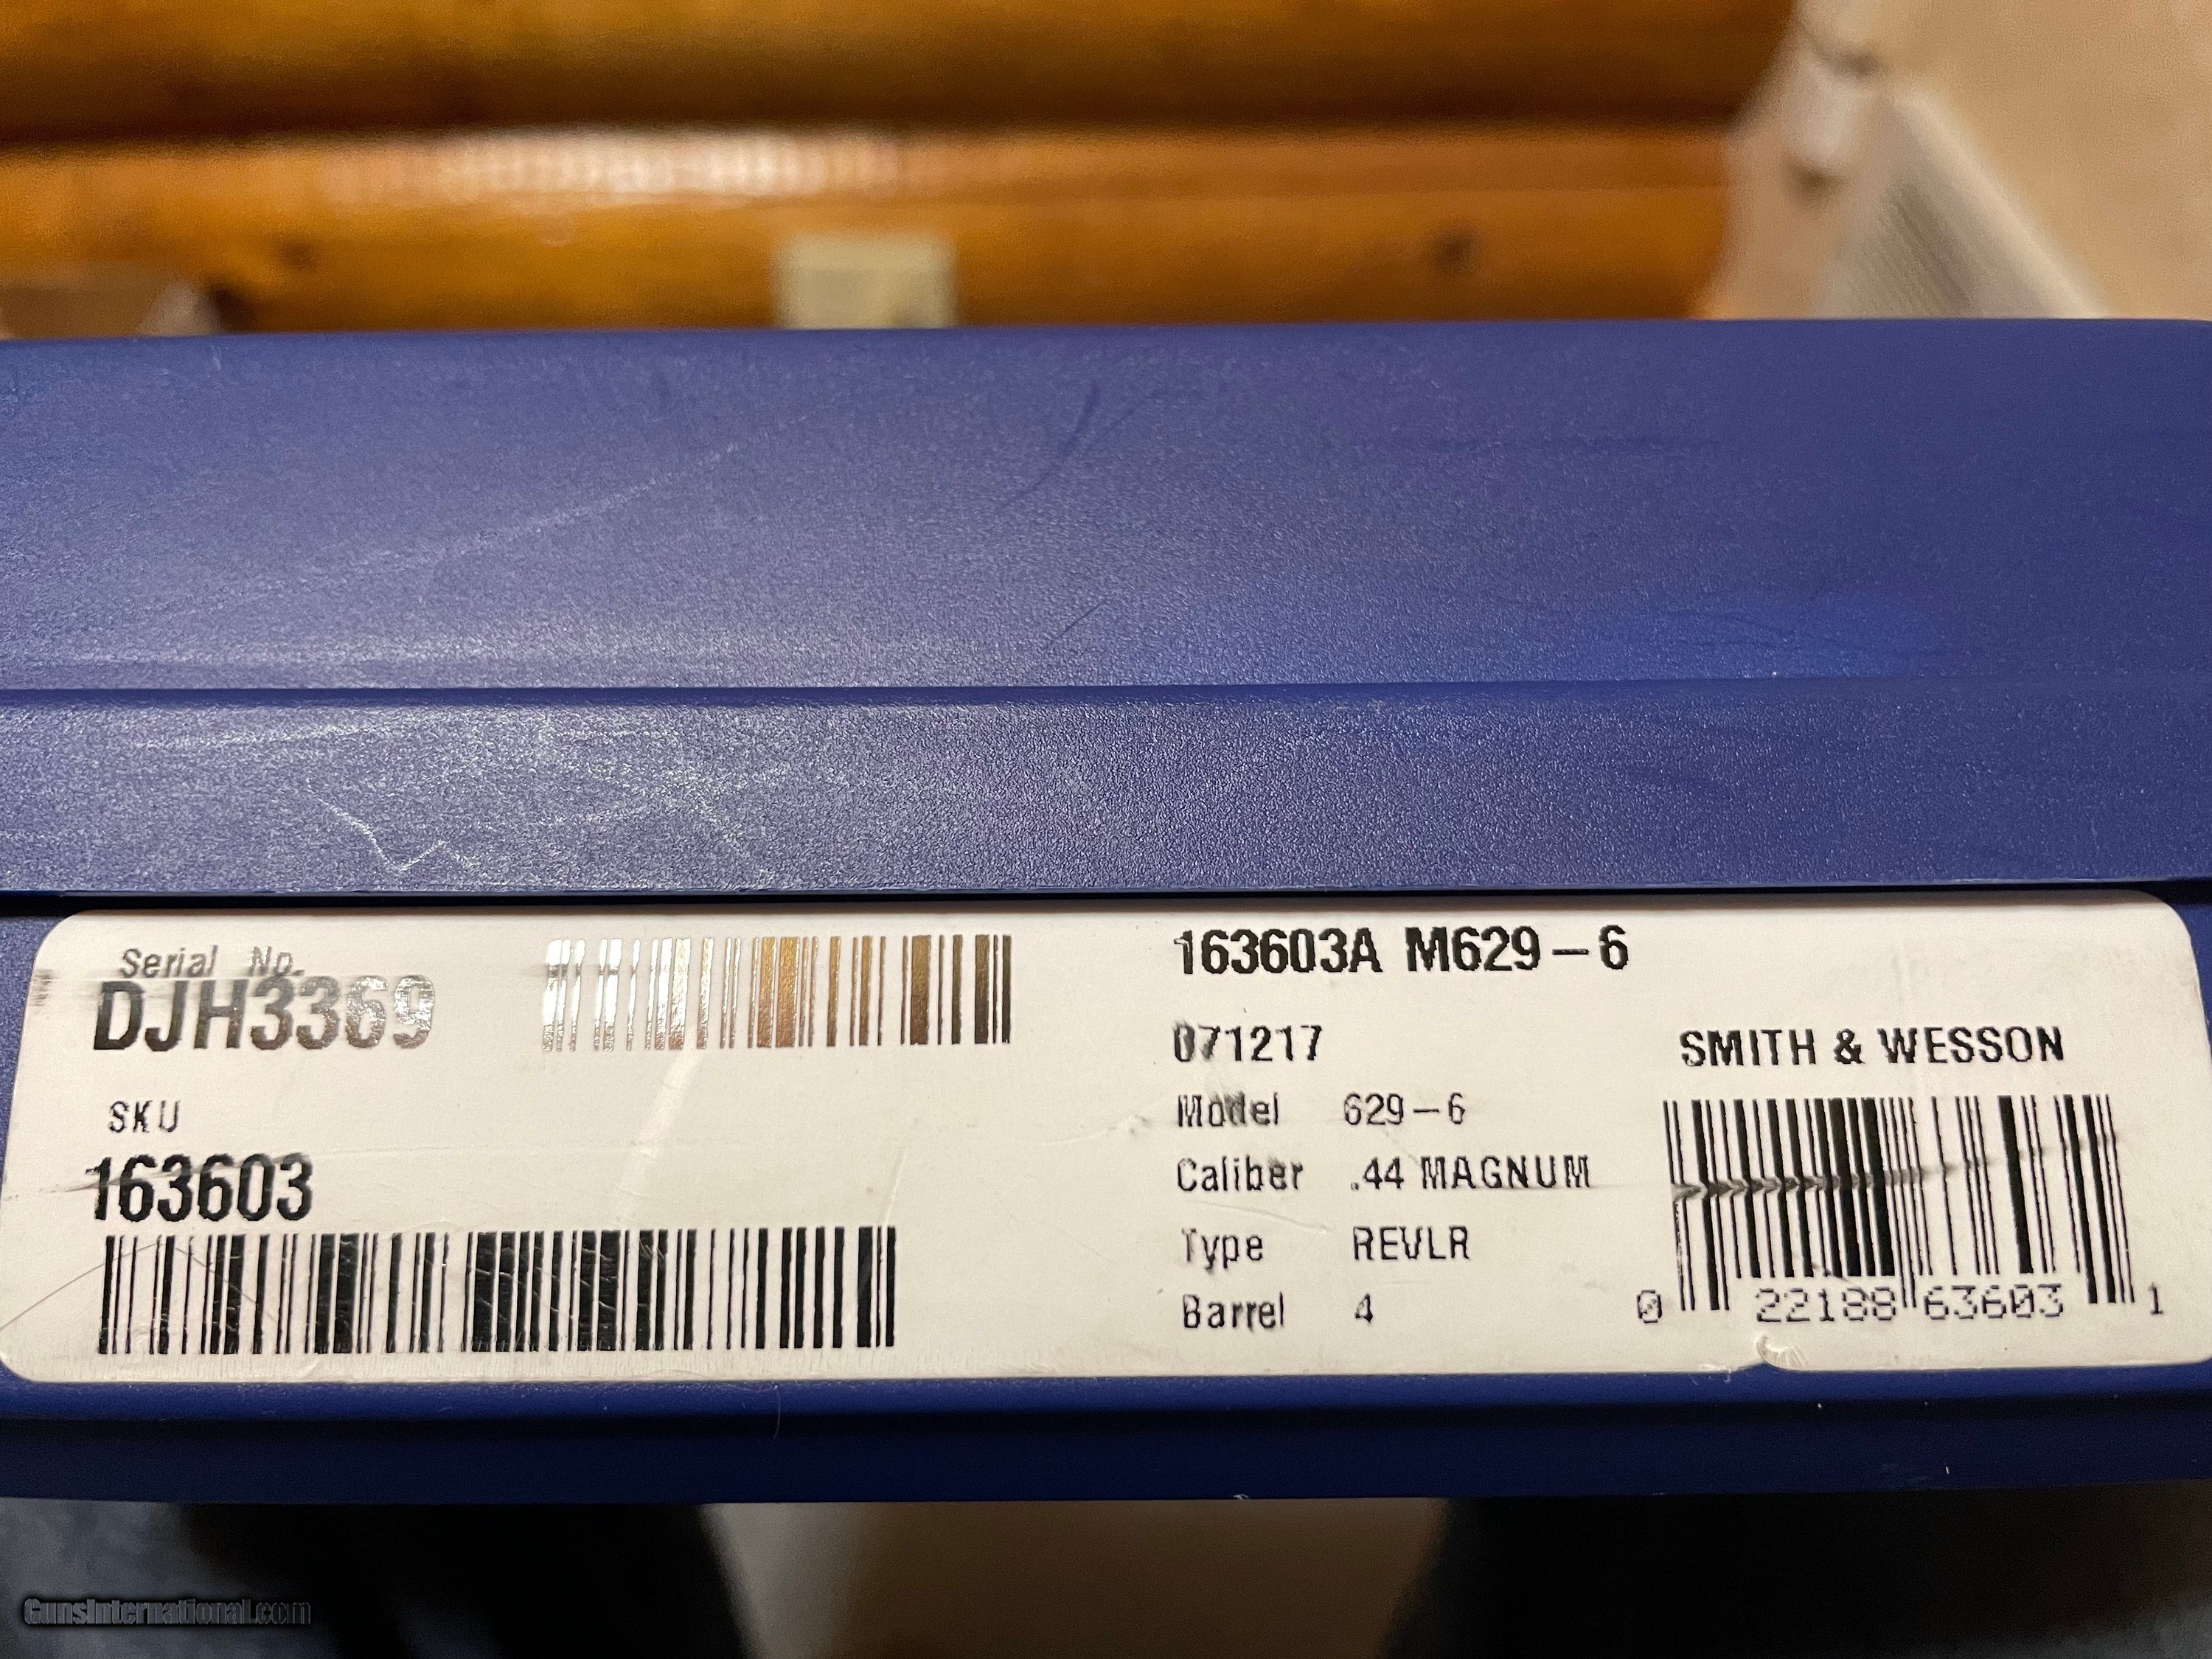 Serial No.
DJH3369
SKU
163603
163603A M629-6
071217
Model 629-6
Caliber .44 MAGNUM
Type REVLR
Barrel 4
SMITH & WESSON
0 22188 63603 1
GunsInternational.com